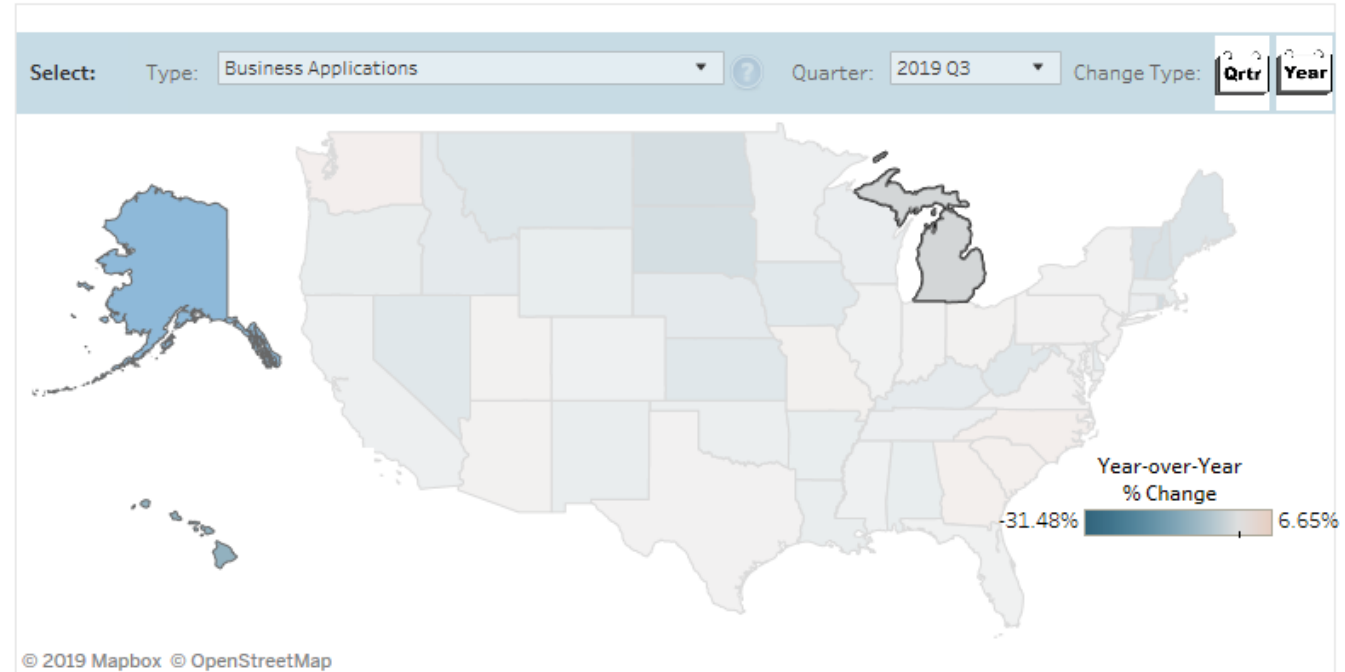 Select: Type: Business Applications ? Quarter: 2019 Q3 Change Type: Qrtr Year
Year-over-Year
% Change
-31.48% 6.65%
© 2019 Mapbox © OpenStreetMap